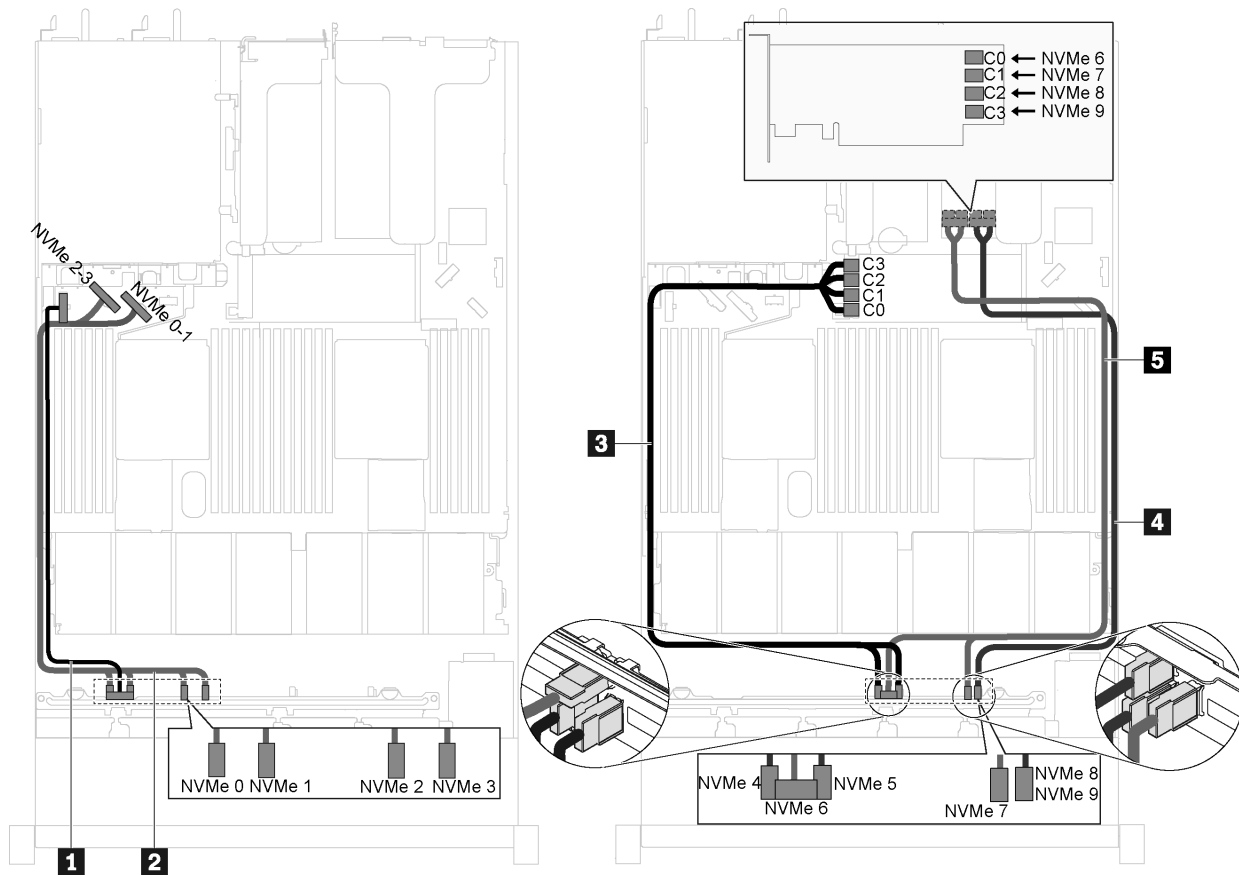 NVMe 2-3
NVMe 0-1
NVMe 0
NVMe 1
NVMe 2
NVMe 3
1
2
C0 ← NVMe 6
C1 ← NVMe 7
C2 ← NVMe 8
C3 ← NVMe 9
C3
C2
C1
C0
5
3
4
NVMe 4
NVMe 5
NVMe 6
NVMe 7
NVMe 8
NVMe 9